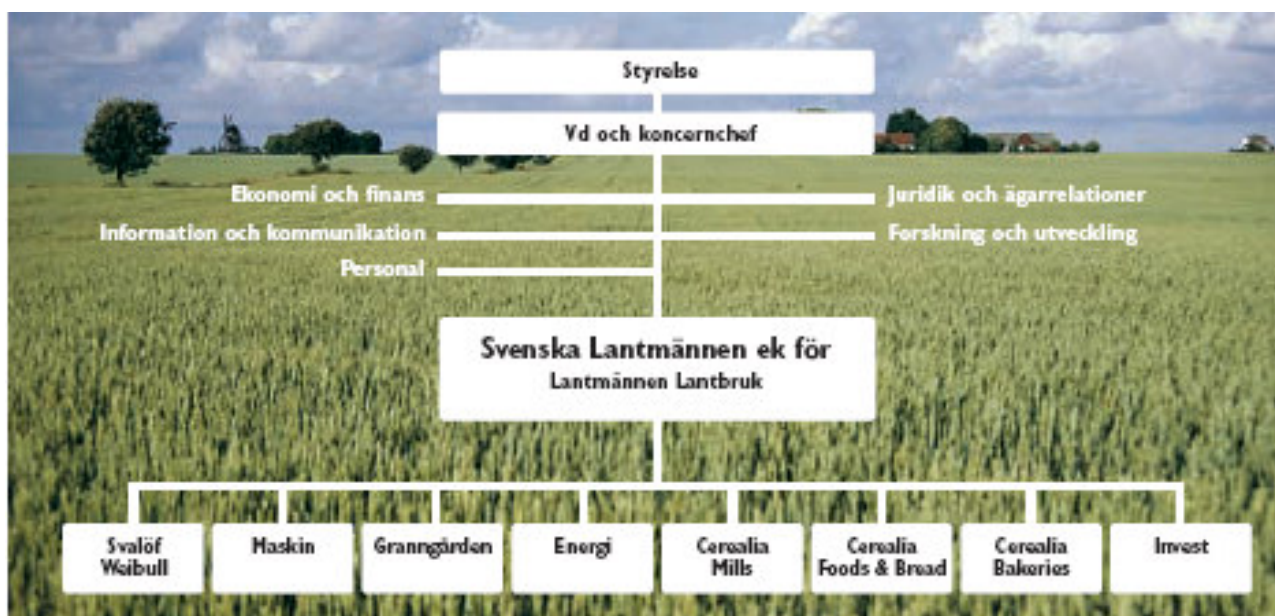 Styrelse
Vd och koncernchef
Ekonomi och finans
Juridik och ägarrelationer
Information och kommunikation
Forskning och utveckling
Personal
Svenska Lantmännen ek för
Lantmännen Lantbruk
Svalöf
Weibull
Maskin
Granngården
Energi
Cerealia
Mills
Cerealia
Foods & Bread
Cerealia
Bakeries
Invest